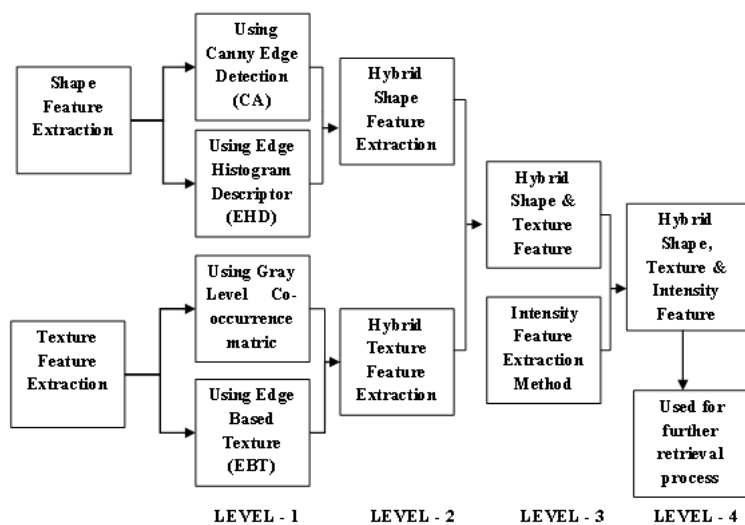 Shape
Feature
Extraction
Using
Canny Edge
Detection
(CA)
Using Edge
Histogram
Descriptor
(EHD)
Hybrid
Shape
Feature
Extraction
Texture
Feature
Extraction
Using Gray
Level Co-
occurrence
matric
Using Edge
Based
Texture
(EBT)
Hybrid
Texture
Feature
Extraction
Hybrid
Shape &
Texture
Feature
Intensity
Feature
Extraction
Method
Hybrid
Shape,
Texture &
Intensity
Feature
Used for
further
retrieval
process
LEVEL - 1
LEVEL - 2
LEVEL - 3
LEVEL - 4